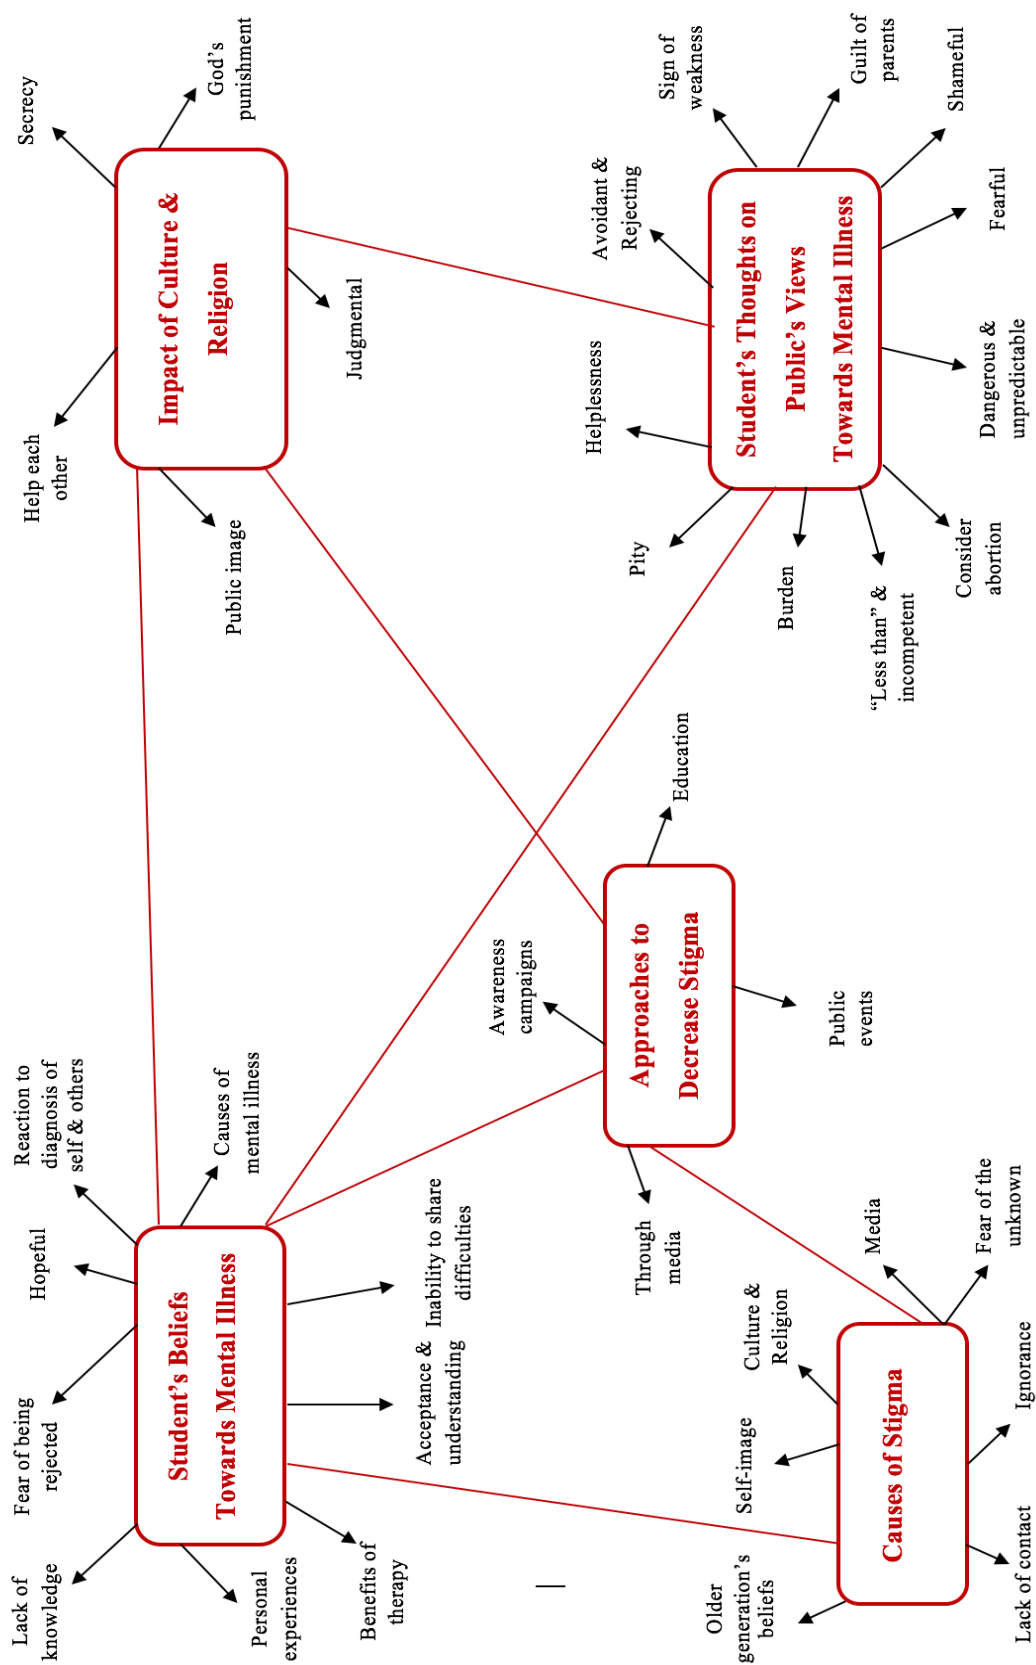 Lack of
knowledge
Fear of being
rejected
Hopeful
Reaction to
diagnosis of
self & others
Student’s Beliefs
Towards Mental Illness
Causes of
mental illness
Personal
experiences
Benefits of
therapy
Acceptance &
understanding
Inability to share
difficulties
Help each
other
Secrecy
Impact of Culture &
Religion
God’s
punishment
Public image
Judgmental
Awareness
campaigns
Approaches to
Decrease Stigma
Education
Through
media
Public
events
Older
generation’s
beliefs
Self-image
Culture &
Religion
Media
Causes of Stigma
Fear of the
unknown
Lack of contact
Ignorance
Pity
Helplessness
Avoidant &
Rejecting
Sign of
weakness
Student’s Thoughts on
Public’s Views
Towards Mental Illness
Guilt of
parents
Burden
“Less than” &
incompetent
Consider
abortion
Dangerous &
unpredictable
Fearful
Shameful